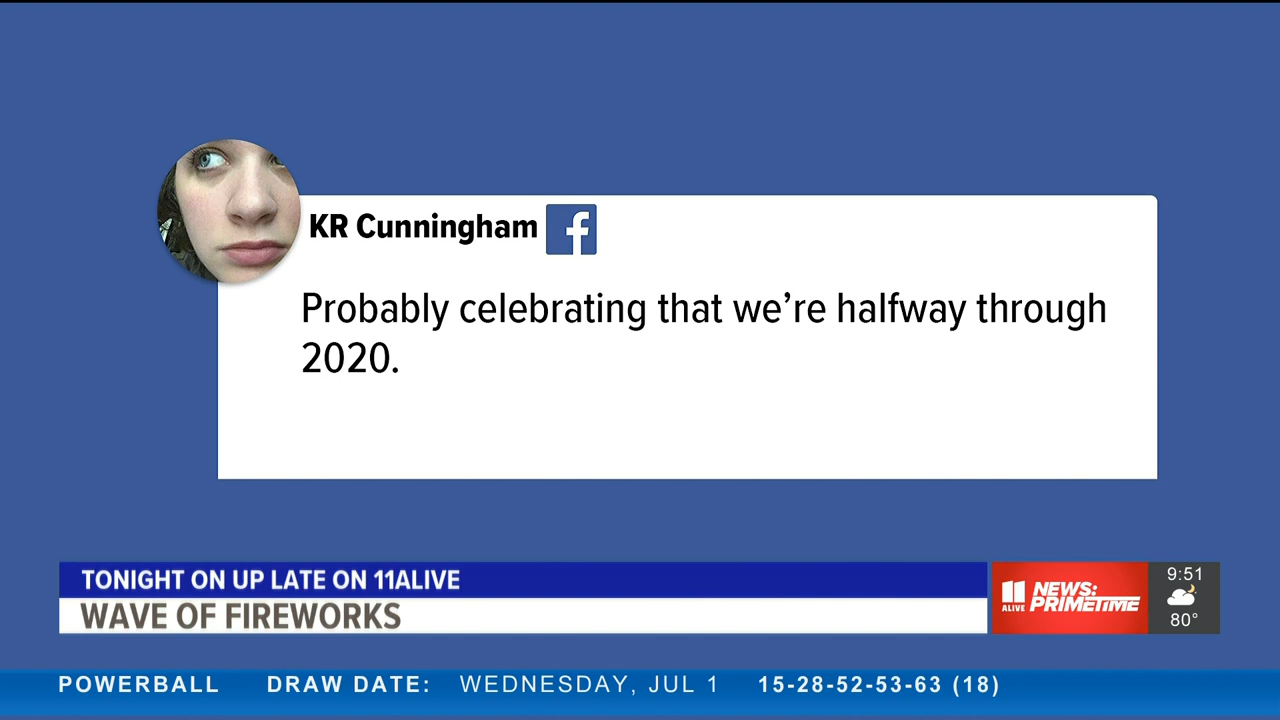 KR Cunningham f
Probably celebrating that we're halfway through
2020.
TONIGHT ON UP LATE ON 11ALIVE
WAVE OF FIREWORKS
11 ALIVE NEWS: PRIMETIME
9:51
80°
POWERBALL DRAW DATE: WEDNESDAY, JUL 1 15-28-52-53-63 (18)